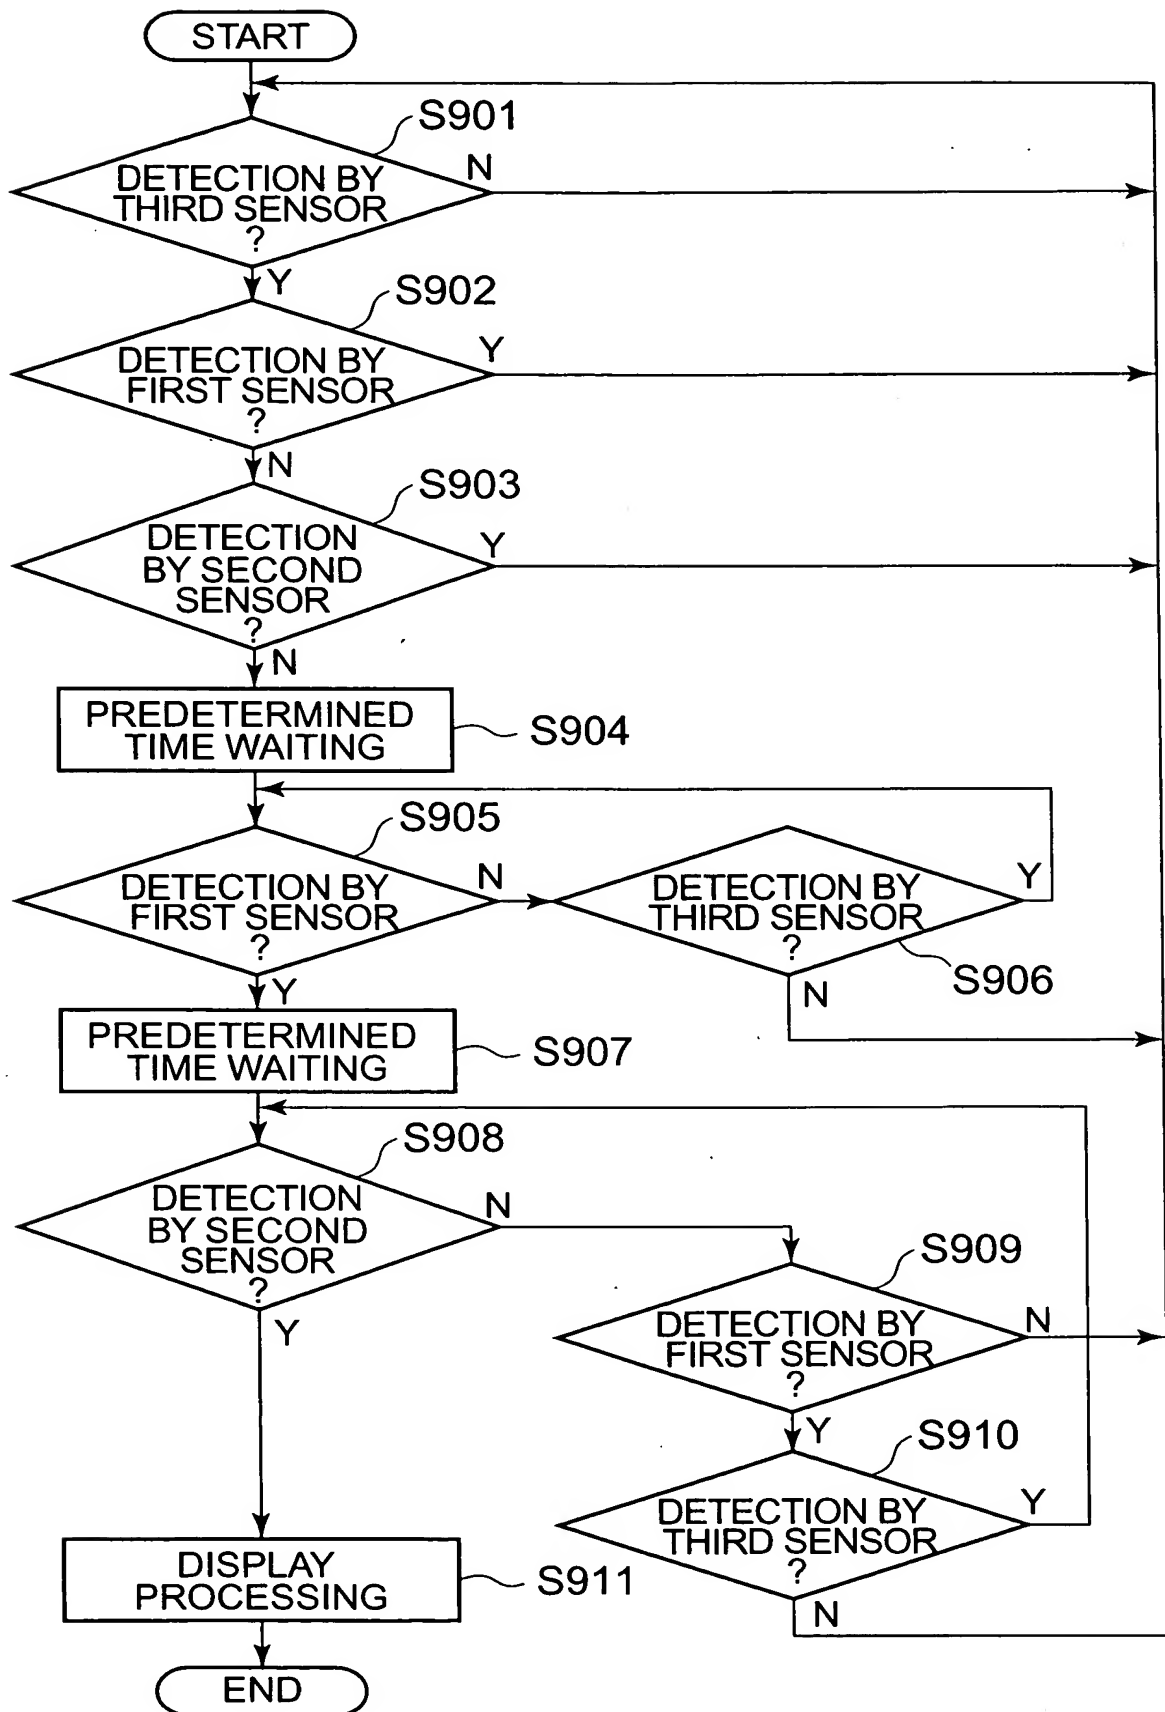 START
S901
DETECTION BY
THIRD SENSOR
?
N
Y
S902
DETECTION BY
FIRST SENSOR
?
Y
N
S903
DETECTION
BY SECOND
SENSOR
?
Y
N
PREDETERMINED
TIME WAITING
S904
S905
DETECTION BY
FIRST SENSOR
?
N
Y
DETECTION BY
THIRD SENSOR
?
Y
S906
N
PREDETERMINED
TIME WAITING
S907
S908
DETECTION
BY SECOND
SENSOR
?
N
Y
S909
DETECTION BY
FIRST SENSOR
?
N
Y
S910
DETECTION BY
THIRD SENSOR
?
Y
N
DISPLAY
PROCESSING
S911
END